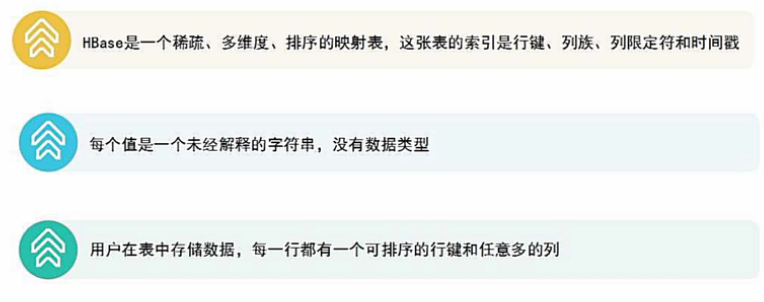 HBase是一个稀疏、多维度、排序的映射表，这张表的索引是行键、列族、列限定符和时间戳
每个值是一个未经解释的字符串，没有数据类型
用户在表中存储数据，每一行都有一个可排序的行键和任意多的列